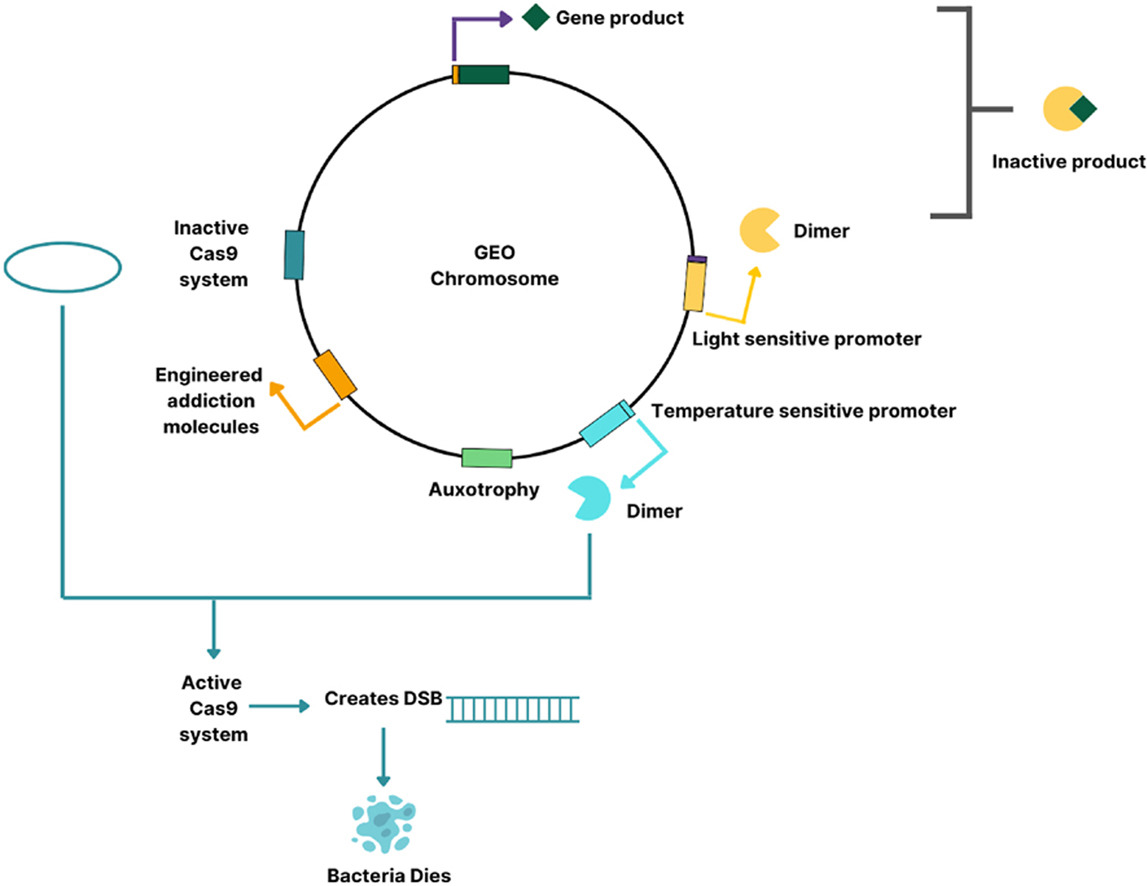 Gene product
Inactive product
Inactive
Cas9
system
GEO
Chromosome
Dimer
Light sensitive promoter
Engineered
addiction
molecules
Temperature sensitive promoter
Auxotrophy
Dimer
Active
Cas9
system
Creates DSB
Bacteria Dies